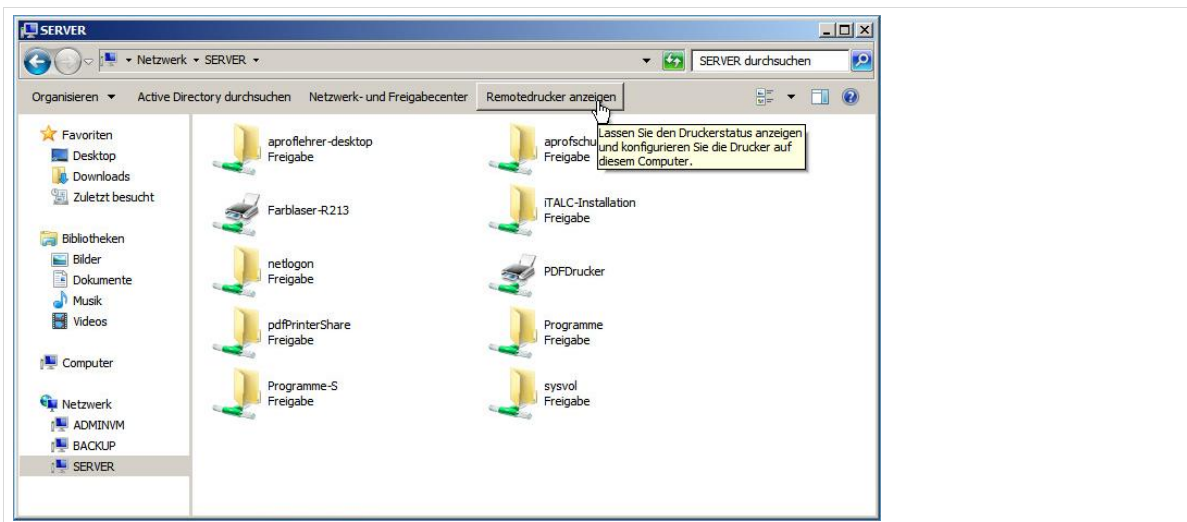 SERVER
Netzwerk SERVER
SERVER durchsuchen
Organisieren Active Directory durchsuchen Netzwerk- und Freigabecenter Remotedrucker anzeigen
Favoriten
Desktop
Downloads
Zuletzt besucht
Bibliotheken
Bilder
Dokumente
Musik
Videos
Computer
Netzwerk
ADMINVM
BACKUP
SERVER
aproflehrer-desktop
Freigabe
aprofschu
Freigabe
Lassen Sie den Druckerstatus anzeigen
und konfigurieren Sie die Drucker auf
diesem Computer.
Farblaser-R213
iTALC-Installation
Freigabe
netlogon
Freigabe
PDFDrucker
pdfPrinterShare
Freigabe
Programme
Freigabe
Programme-S
Freigabe
sysvol
Freigabe